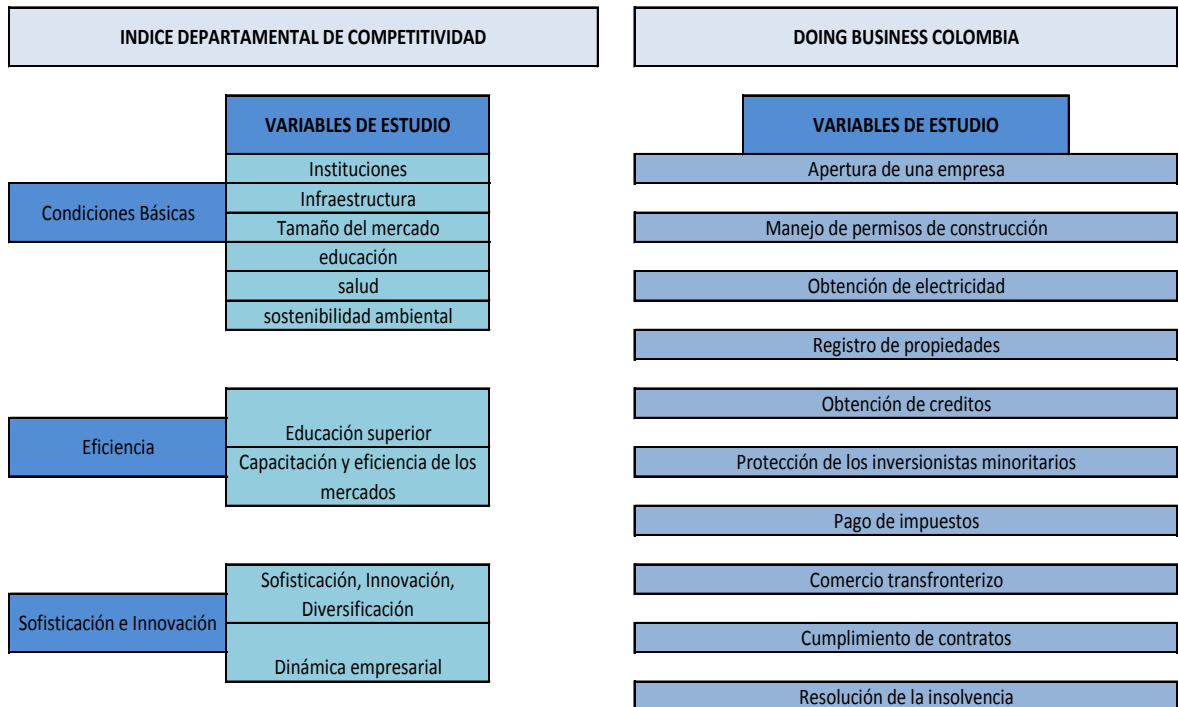 INDICE DEPARTAMENTAL DE COMPETITIVIDAD
VARIABLES DE ESTUDIO
Condiciones Básicas
Instituciones
Infraestructura
Tamaño del mercado
educación
salud
sostenibilidad ambiental
Eficiencia
Educación superior
Capacitación y eficiencia de los
mercados
Sofisticación e Innovación
Sofisticación, Innovación,
Diversificación
Dinámica empresarial
DOING BUSINESS COLOMBIA
VARIABLES DE ESTUDIO
Apertura de una empresa
Manejo de permisos de construcción
Obtención de electricidad
Registro de propiedades
Obtención de creditos
Protección de los inversionistas minoritarios
Pago de impuestos
Comercio transfronterizo
Cumplimiento de contratos
Resolución de la insolvencia